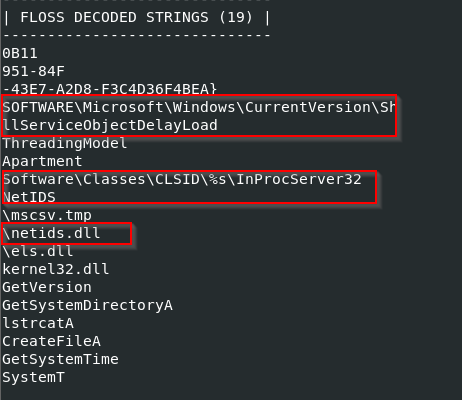 | FLOSS DECODED STRINGS (19) |
------------------------------
0B11
951-84F
-43E7-A2D8-F3C4D36F4BEA}
SOFTWARE\Microsoft\Windows\CurrentVersion\Sh
llServiceObjectDelayLoad
ThreadingModel
Apartment
Software\Classes\CLSID\%s\InProcServer32
NetIDS
\mscsv.tmp
\netids.dll
\els.dll
kernel32.dll
GetVersion
GetSystemDirectoryA
lstrcatA
CreateFileA
GetSystemTime
SystemT